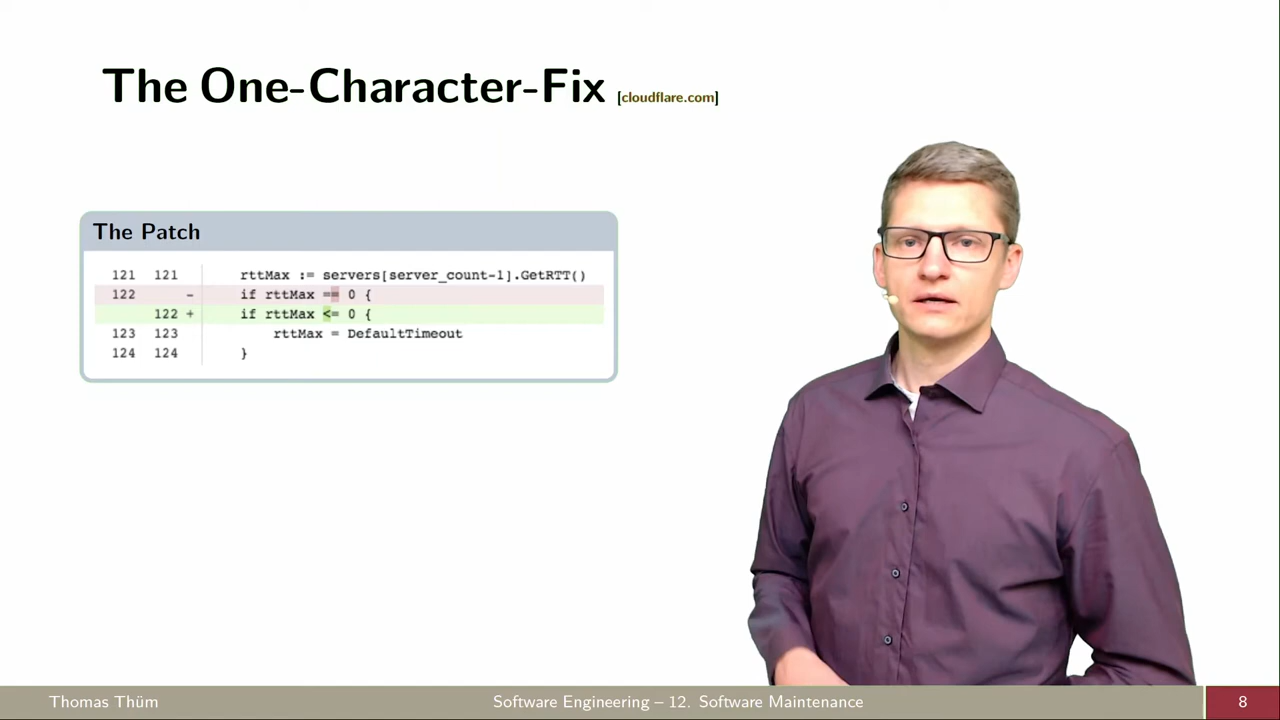 The One-Character-Fix [cloudflare.com]
The Patch
121 121 rttMax := servers[server_count-1].GetRTT()
122 - if rttMax == 0 {
122 + if rttMax <= 0 {
123 123 rttMax = DefaultTimeout
124 124 }
Thomas Thüm Software Engineering – 12. Software Maintenance 8